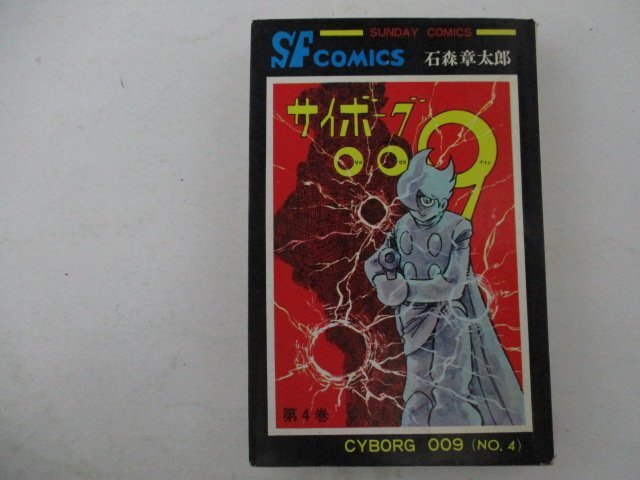 SUNDAY COMICS
SF COMICS 石森章太郎
サイボーグ
009
第4巻
CYBORG 009 (NO. 4)